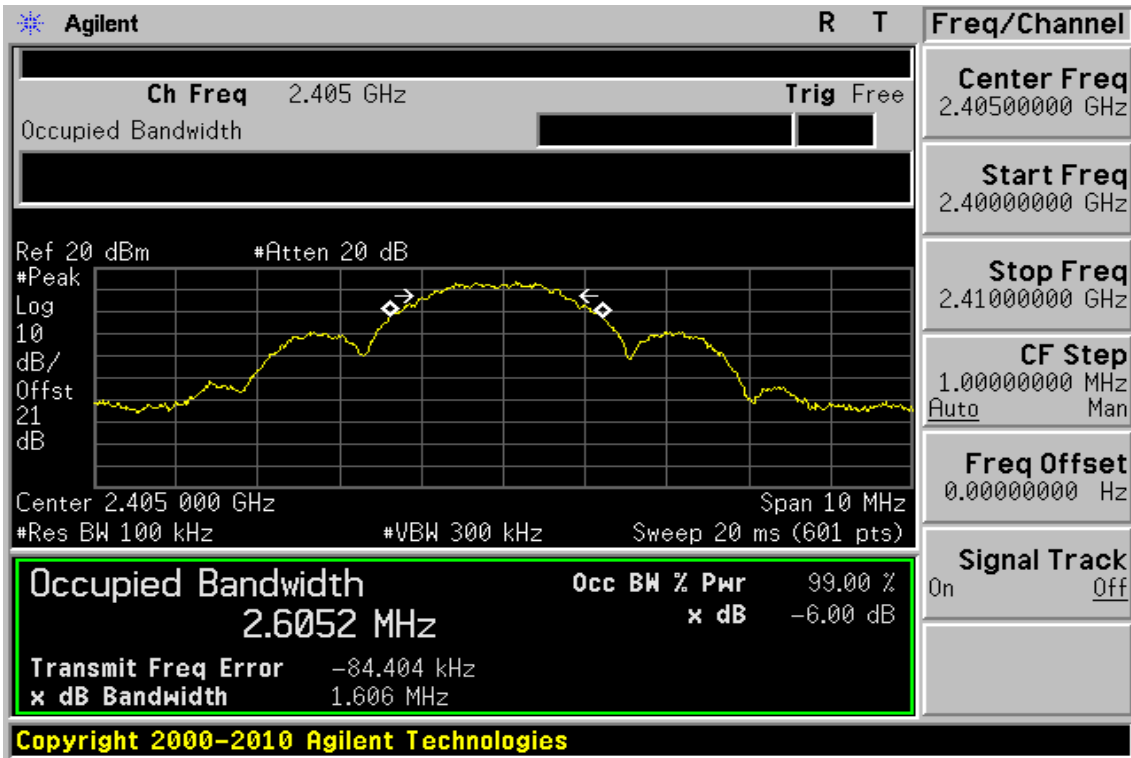 Agilent R T Freq/Channel
Ch Freq 2.405 GHz Trig Free
Occupied Bandwidth
Center Freq
2.40500000 GHz
Start Freq
2.40000000 GHz
Stop Freq
2.41000000 GHz
CF Step
1.00000000 MHz
Auto Man
Freq Offset
0.00000000 Hz
Signal Track
On Off
Ref 20 dBm #Atten 20 dB
#Peak
Log
10
dB/
Offst
21
dB
Center 2.405 000 GHz Span 10 MHz
#Res BW 100 kHz #VBW 300 kHz Sweep 20 ms (601 pts)
Occupied Bandwidth
2.6052 MHz
Occ BW % Pwr 99.00 %
x dB -6.00 dB
Transmit Freq Error -84.404 kHz
x dB Bandwidth 1.606 MHz
Copyright 2000-2010 Agilent Technologies